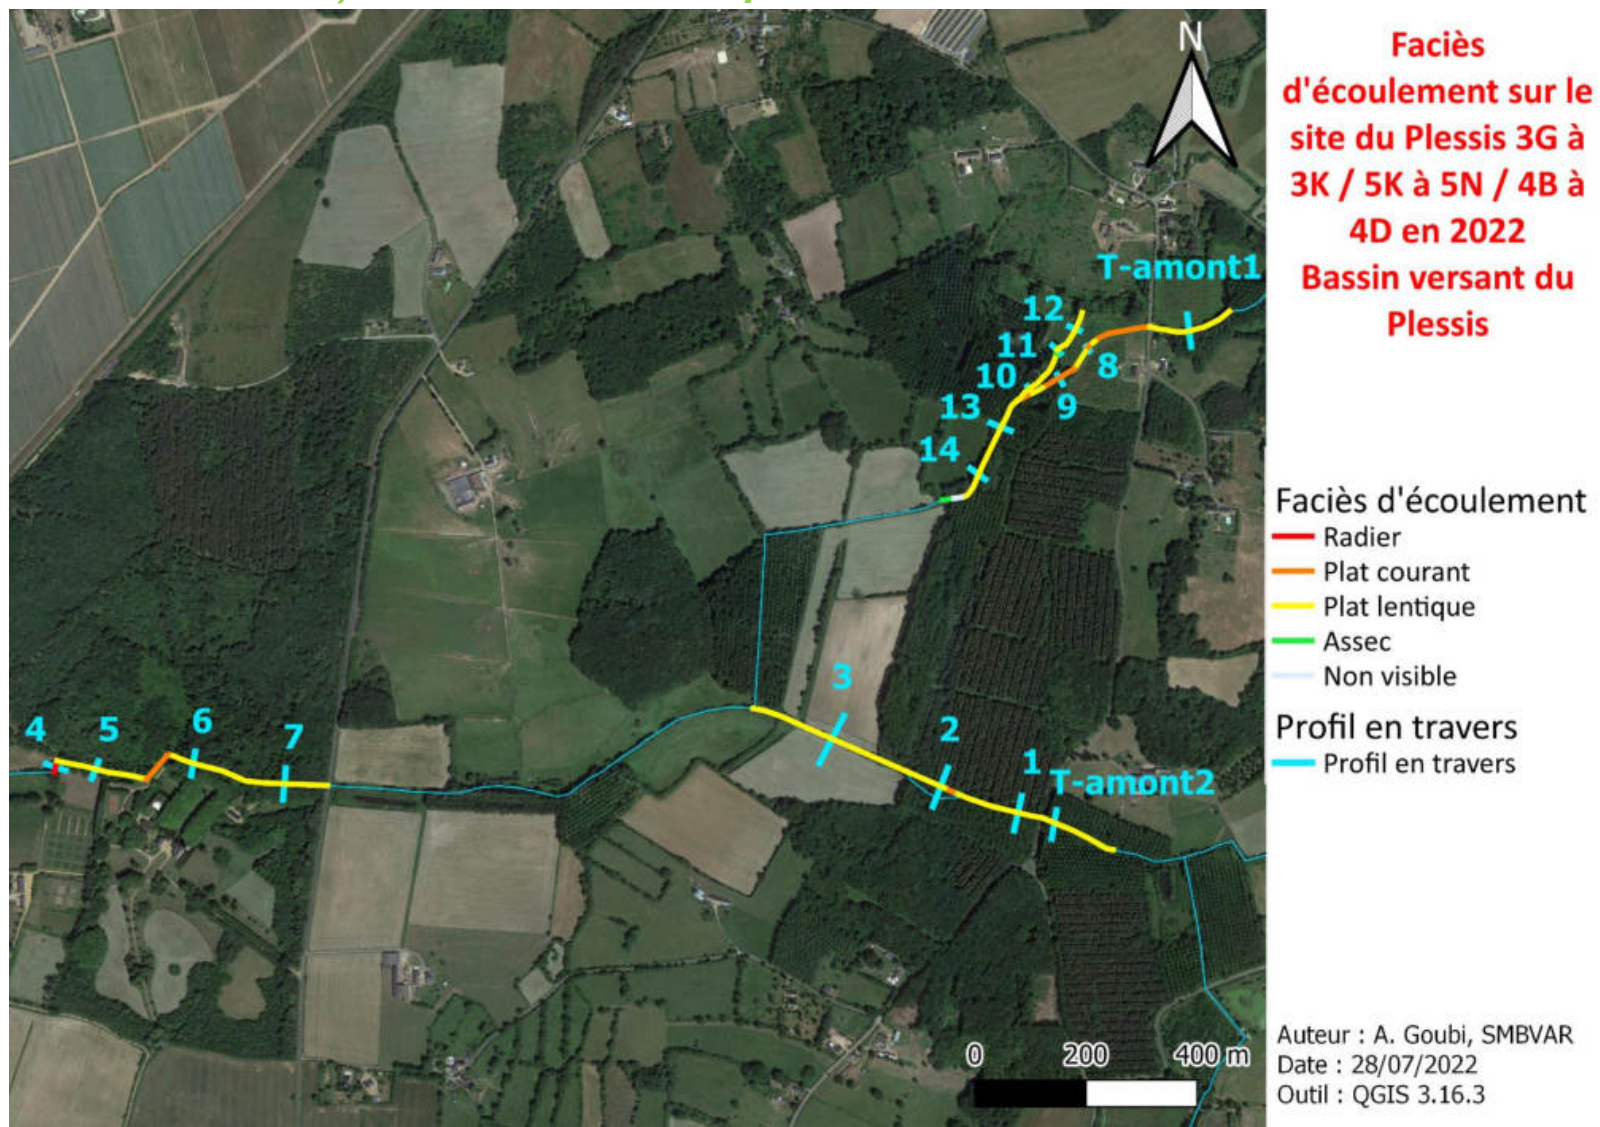 N
Faciès
d'écoulement sur le
site du Plessis 3G à
3K / 5K à 5N / 4B à
4D en 2022
Bassin versant du
Plessis
T-amont1
12
11
8
10
9
13
14
3
4
5
6
7
2
1
T-amont2
Faciès d'écoulement
Radier
Plat courant
Plat lentique
Assec
Non visible
Profil en travers
Profil en travers
0 200 400 m
Auteur : A. Goubi, SMBVAR
Date : 28/07/2022
Outil : QGIS 3.16.3